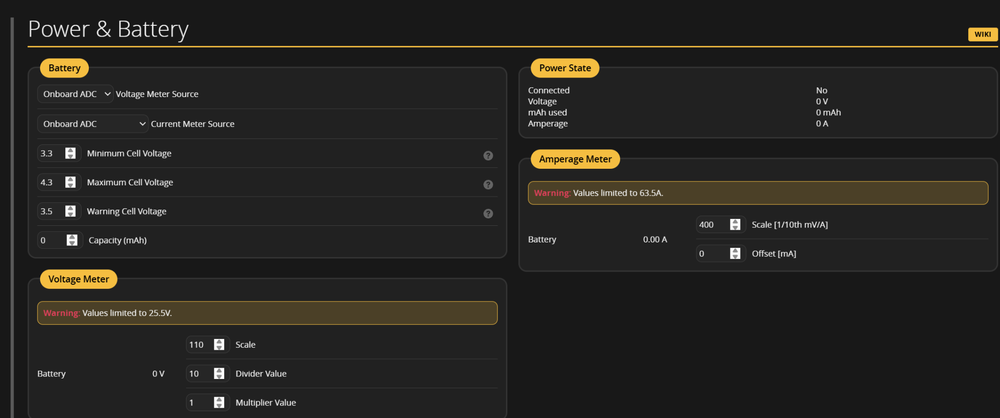 Power & Battery
WIKI
Battery
Onboard ADC Voltage Meter Source
Onboard ADC Current Meter Source
3.3 Minimum Cell Voltage ?
4.3 Maximum Cell Voltage ?
3.5 Warning Cell Voltage ?
0 Capacity (mAh)
Voltage Meter
Warning: Values limited to 25.5V.
110 Scale
Battery 0 V 10 Divider Value
1 Multiplier Value
Power State
Connected No
Voltage 0 V
mAh used 0 mAh
Amperage 0 A
Amperage Meter
Warning: Values limited to 63.5A.
400 Scale [1/10th mV/A]
Battery 0.00 A
0 Offset [mA]